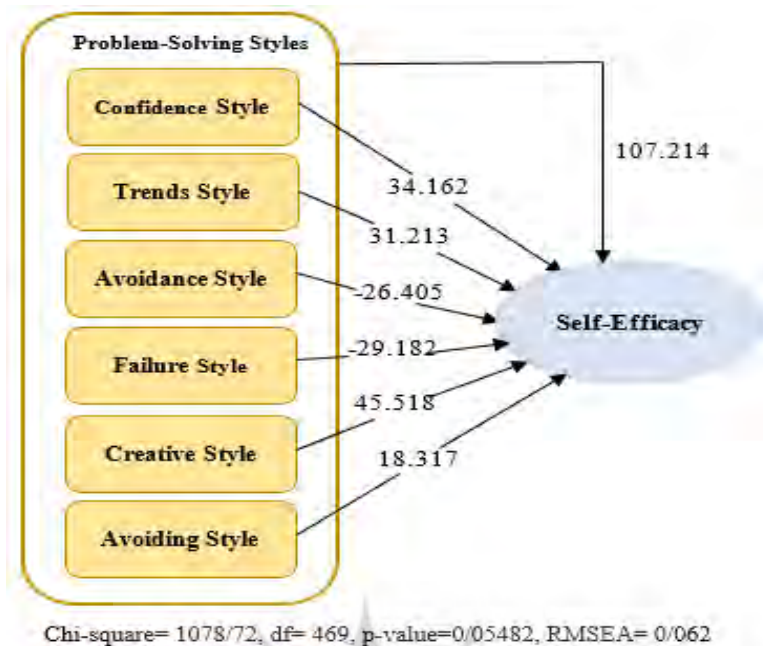 Problem-Solving Styles
Confidence Style
Trends Style
Avoidance Style
Failure Style
Creative Style
Avoiding Style
107.214
34.162
31.213
-26.405
-29.182
45.518
18.317
Self-Efficacy
Chi-square= 1078/72, df= 469, p-value=0/05482, RMSEA= 0/062